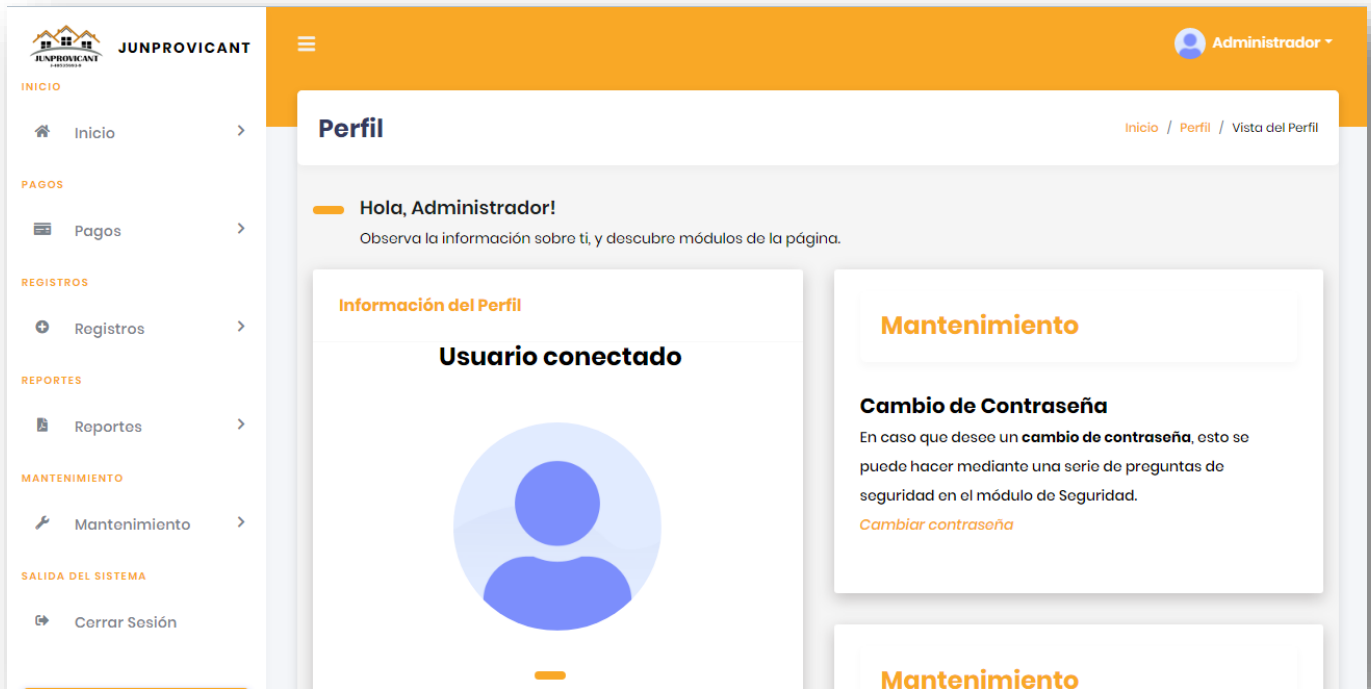 JUNPROVICANT
JUNPROVICANT
Administrador
INICIO
Inicio
PAGOS
Pagos
REGISTROS
Registros
REPORTES
Reportes
MANTENIMIENTO
Mantenimiento
SALIDA DEL SISTEMA
Cerrar Sesión
Perfil
Inicio / Perfil / Vista del Perfil
Hola, Administrador!
Observa la información sobre ti, y descubre módulos de la página.
Información del Perfil
Usuario conectado
Mantenimiento
Cambio de Contraseña
En caso que desee un cambio de contraseña, esto se
puede hacer mediante una serie de preguntas de
seguridad en el módulo de Seguridad.
Cambiar contraseña
Mantenimiento